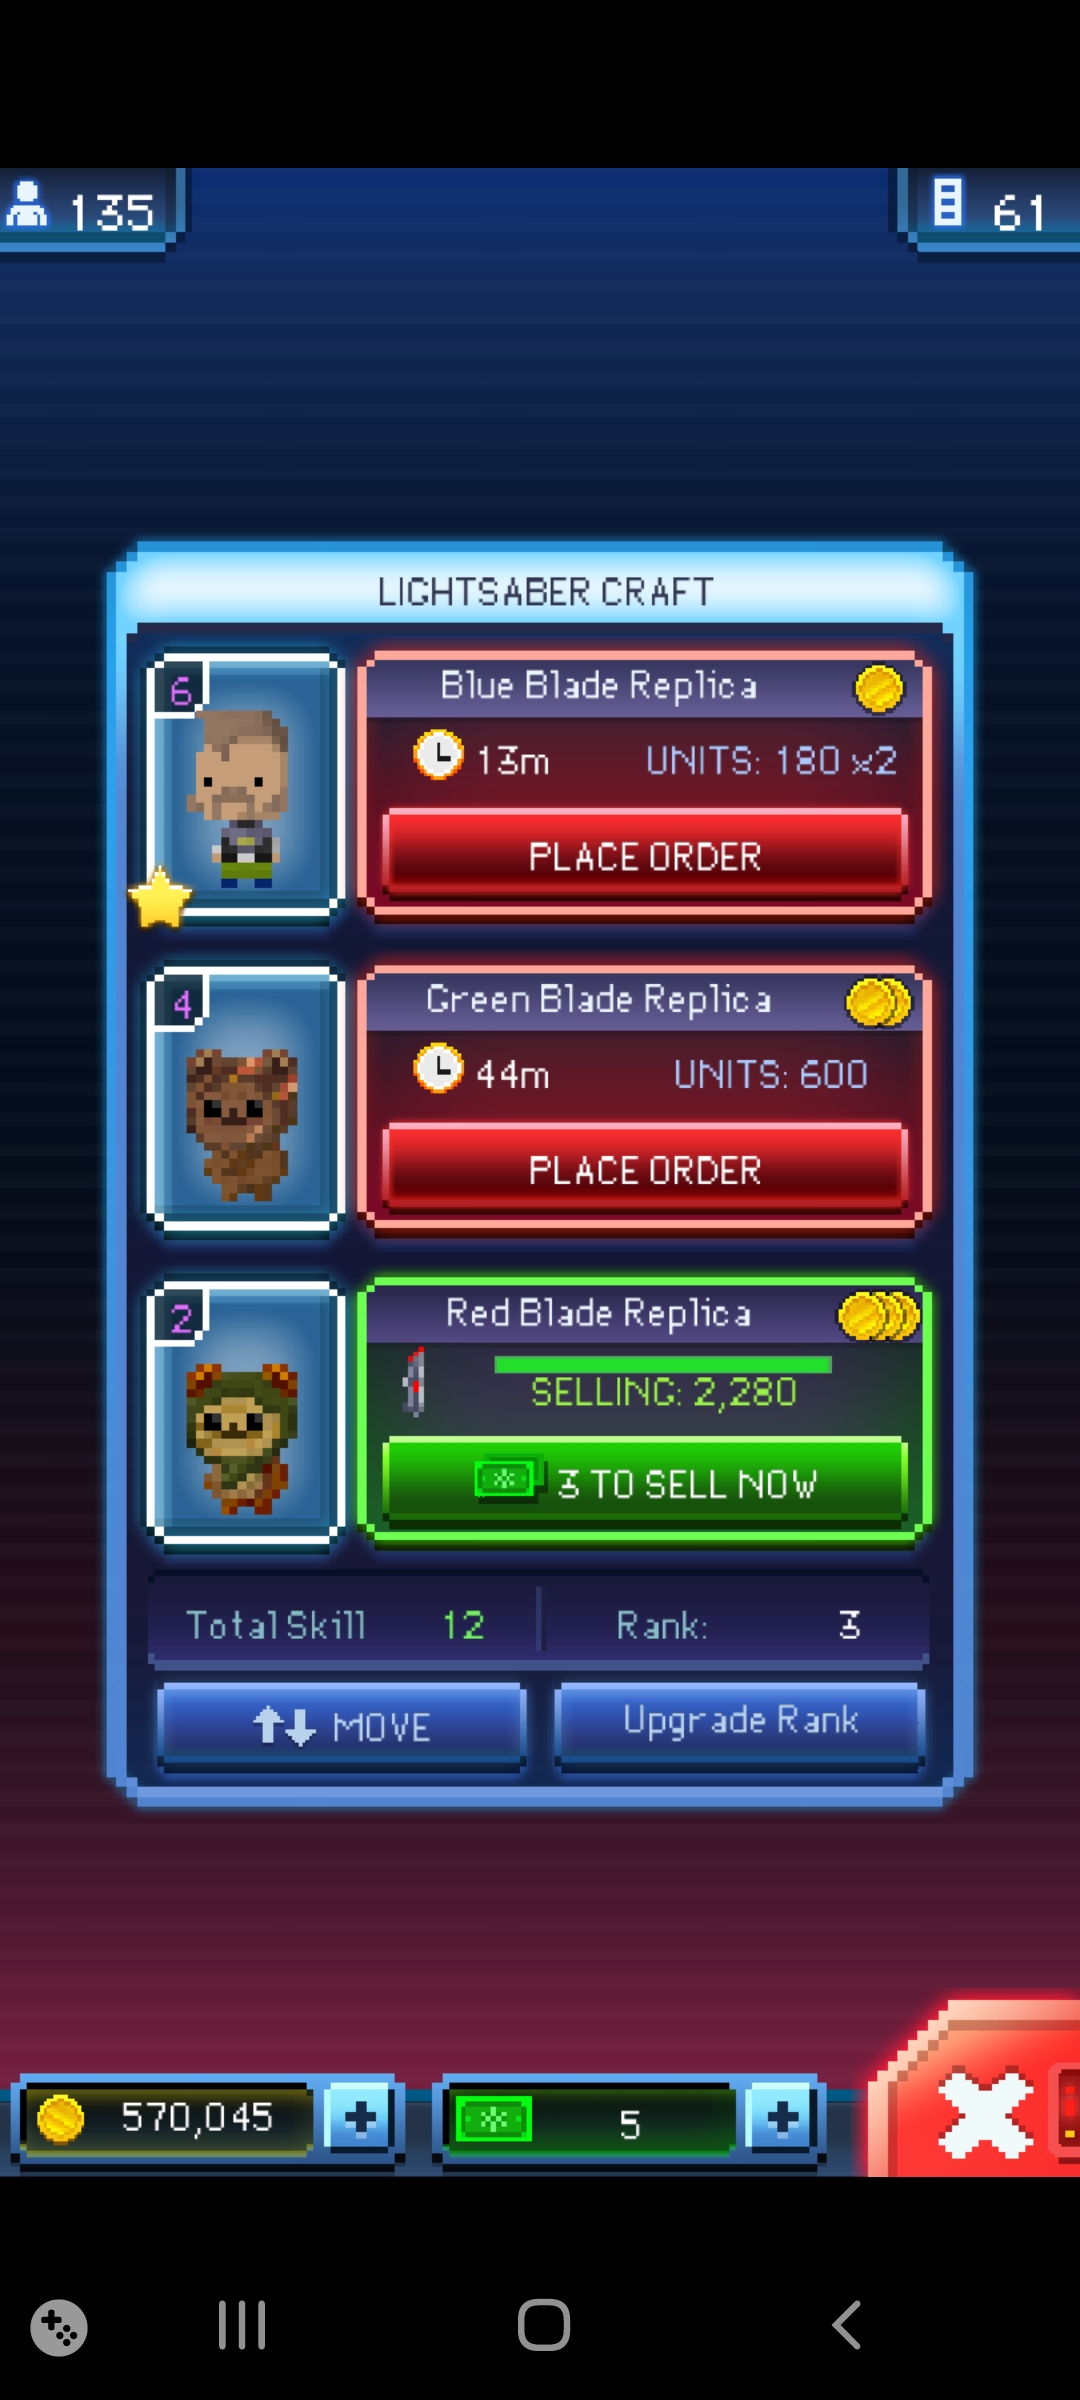 135
61
LIGHTSABER CRAFT
6
Blue Blade Replica
13m
UNITS: 180 x2
PLACE ORDER
4
Green Blade Replica
44m
UNITS: 600
PLACE ORDER
2
Red Blade Replica
SELLING: 2,280
3 TO SELL NOW
Total Skill 12
Rank: 3
MOVE
Upgrade Rank
570,045
5